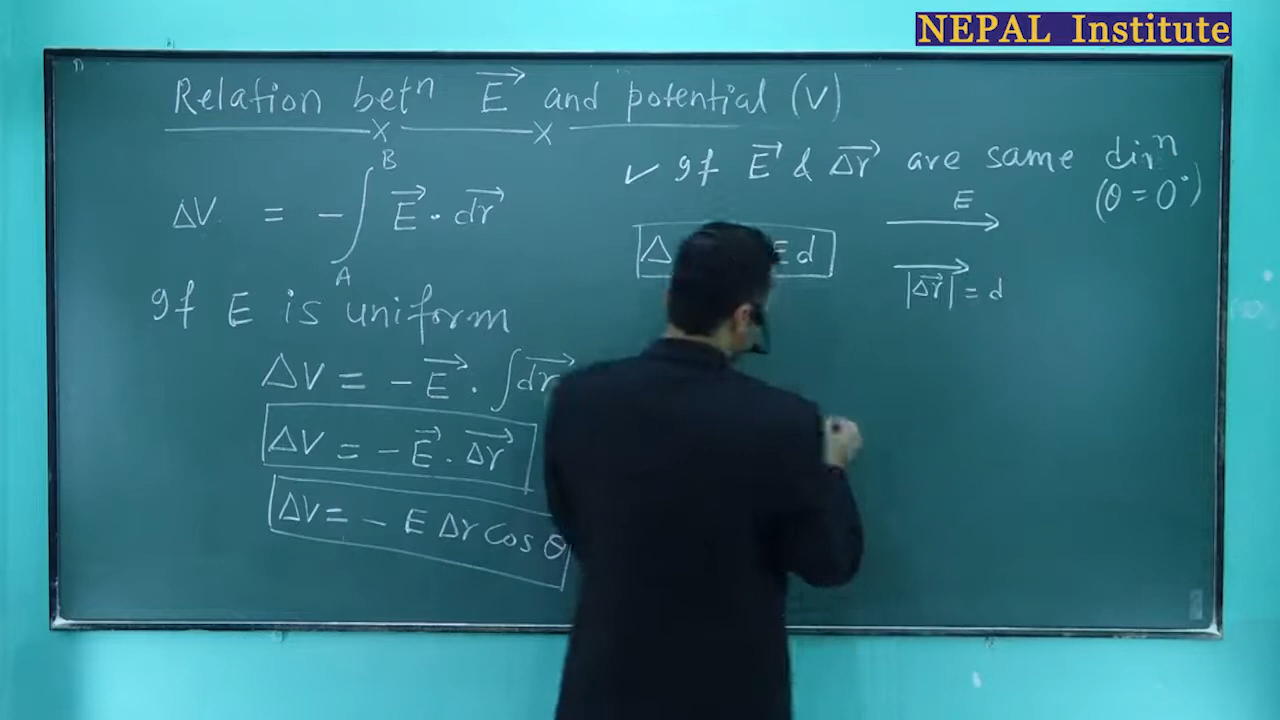 NEPAL Institute
Relation betⁿ E⃗ and potential (V)
ΔV = - ∫ E⃗ · dr⃗
B
A
If E is uniform
ΔV = - E⃗ · ∫ dr⃗
ΔV = - E⃗ · Δr⃗
ΔV = - E Δr cos θ
✓ If E⃗ & Δr⃗ are same dirⁿ
(θ = 0°)
Δ E d
E
|Δr⃗| = d